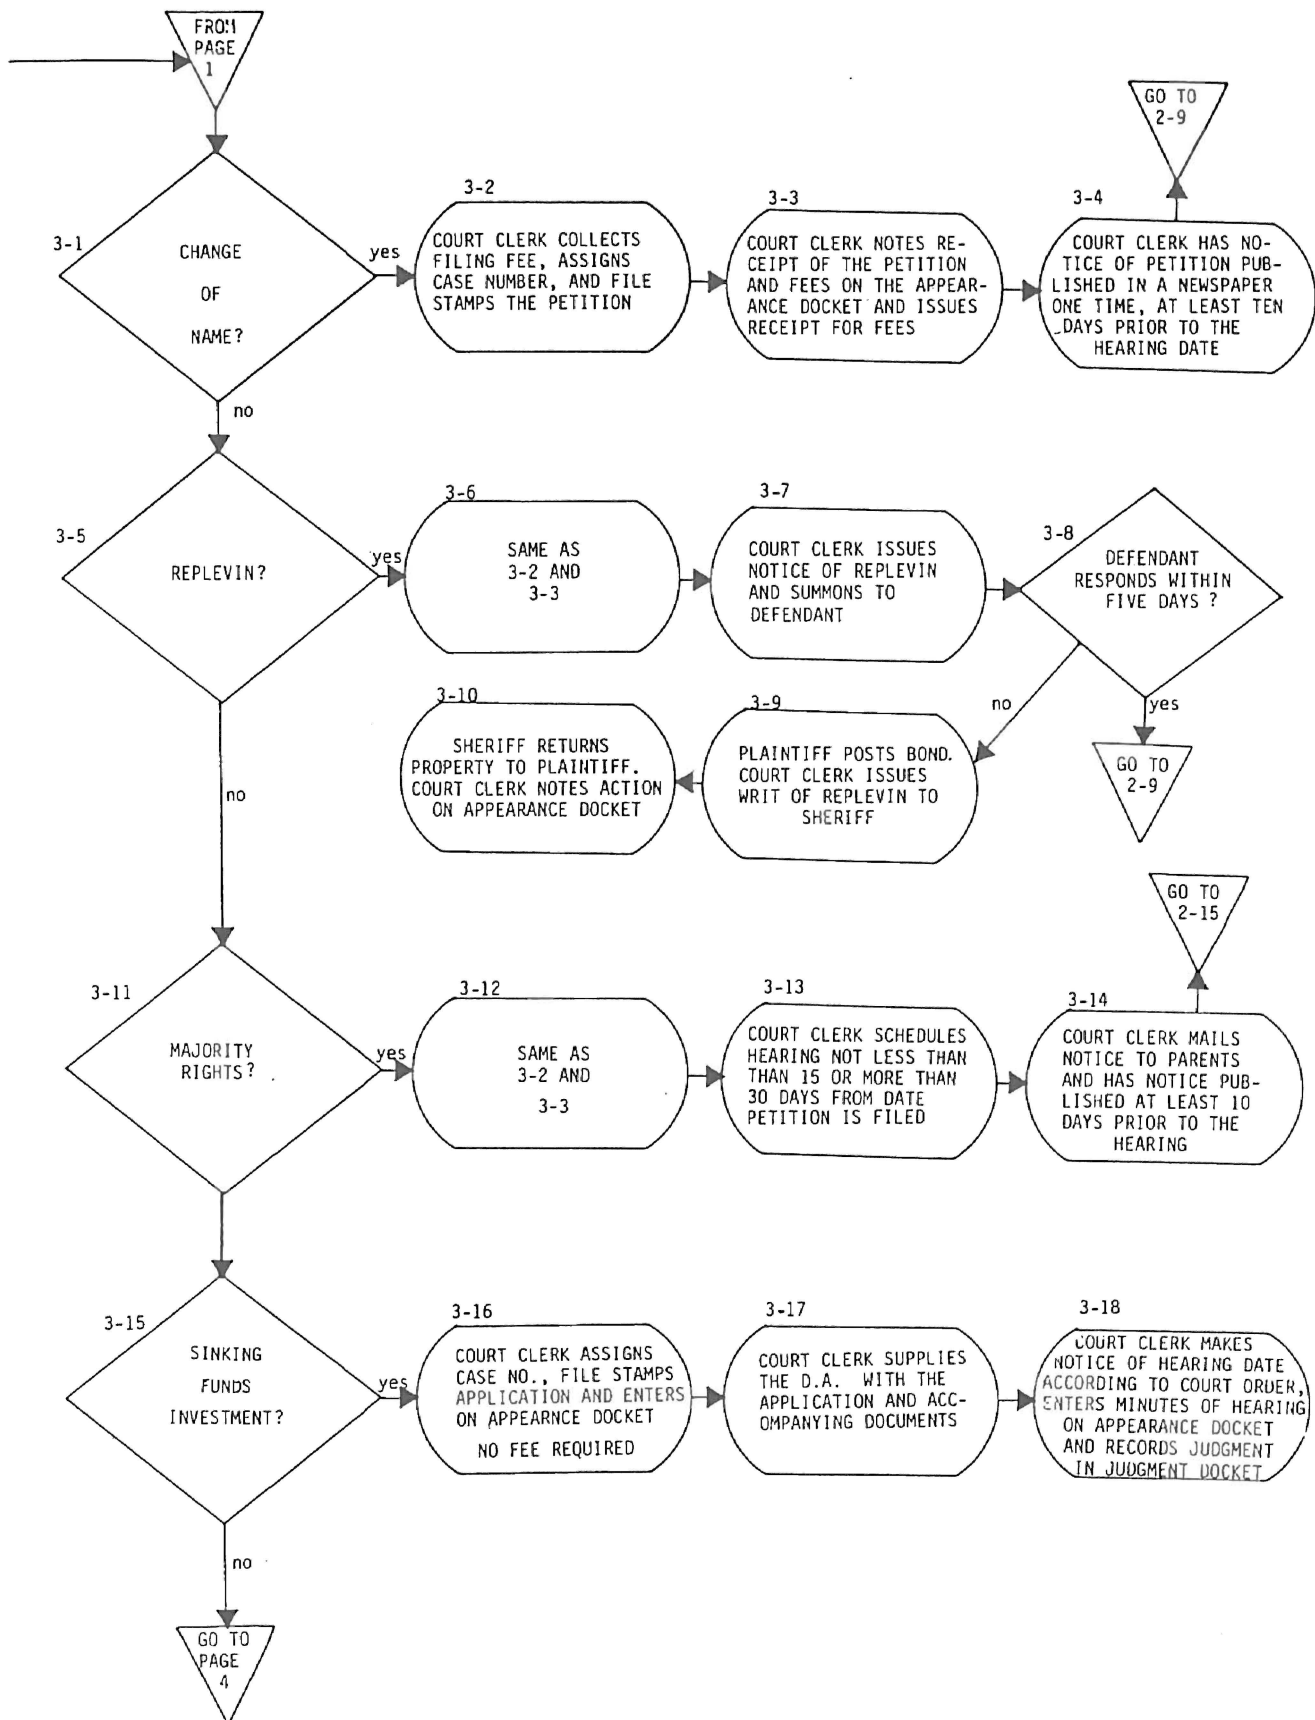 FROM
PAGE
1
GO TO
2-9
3-1
CHANGE
OF
NAME?
yes
3-2
COURT CLERK COLLECTS
FILING FEE, ASSIGNS
CASE NUMBER, AND FILE
STAMPS THE PETITION
3-3
COURT CLERK NOTES RE-
CEIPT OF THE PETITION
AND FEES ON THE APPEAR-
ANCE DOCKET AND ISSUES
RECEIPT FOR FEES
3-4
COURT CLERK HAS NO-
TICE OF PETITION PUB-
LISHED IN A NEWSPAPER
ONE TIME, AT LEAST TEN
DAYS PRIOR TO THE
HEARING DATE
no
3-5
REPLEVIN?
yes
3-6
SAME AS
3-2 AND
3-3
3-7
COURT CLERK ISSUES
NOTICE OF REPLEVIN
AND SUMMONS TO
DEFENDANT
3-8
DEFENDANT
RESPONDS WITHIN
FIVE DAYS ?
yes
GO TO
2-9
no
3-9
PLAINTIFF POSTS BOND.
COURT CLERK ISSUES
WRIT OF REPLEVIN TO
SHERIFF
3-10
SHERIFF RETURNS
PROPERTY TO PLAINTIFF.
COURT CLERK NOTES ACTION
ON APPEARANCE DOCKET
no
GO TO
2-15
3-11
MAJORITY
RIGHTS?
yes
3-12
SAME AS
3-2 AND
3-3
3-13
COURT CLERK SCHEDULES
HEARING NOT LESS THAN
THAN 15 OR MORE THAN
30 DAYS FROM DATE
PETITION IS FILED
3-14
COURT CLERK MAILS
NOTICE TO PARENTS
AND HAS NOTICE PUB-
LISHED AT LEAST 10
DAYS PRIOR TO THE
HEARING
3-15
SINKING
FUNDS
INVESTMENT?
yes
3-16
COURT CLERK ASSIGNS
CASE NO., FILE STAMPS
APPLICATION AND ENTERS
ON APPEARNCE DOCKET
NO FEE REQUIRED
3-17
COURT CLERK SUPPLIES
THE D.A. WITH THE
APPLICATION AND ACC-
OMPANYING DOCUMENTS
3-18
COURT CLERK MAKES
NOTICE OF HEARING DATE
ACCORDING TO COURT ORDER,
ENTERS MINUTES OF HEARING
ON APPEARANCE DOCKET
AND RECORDS JUDGMENT
IN JUDGMENT DOCKET
no
GO TO
PAGE
4